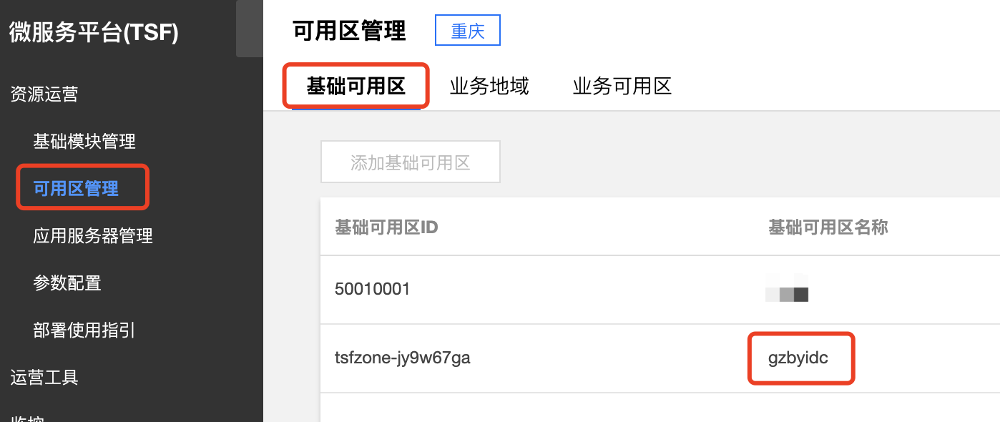 微服务平台(TSF)
资源运营
基础模块管理
可用区管理
应用服务器管理
参数配置
部署使用指引
运营工具
监控
可用区管理
重庆
基础可用区 业务地域 业务可用区
添加基础可用区
基础可用区ID 基础可用区名称
50010001
tsfzone-jy9w67ga gzbyidc